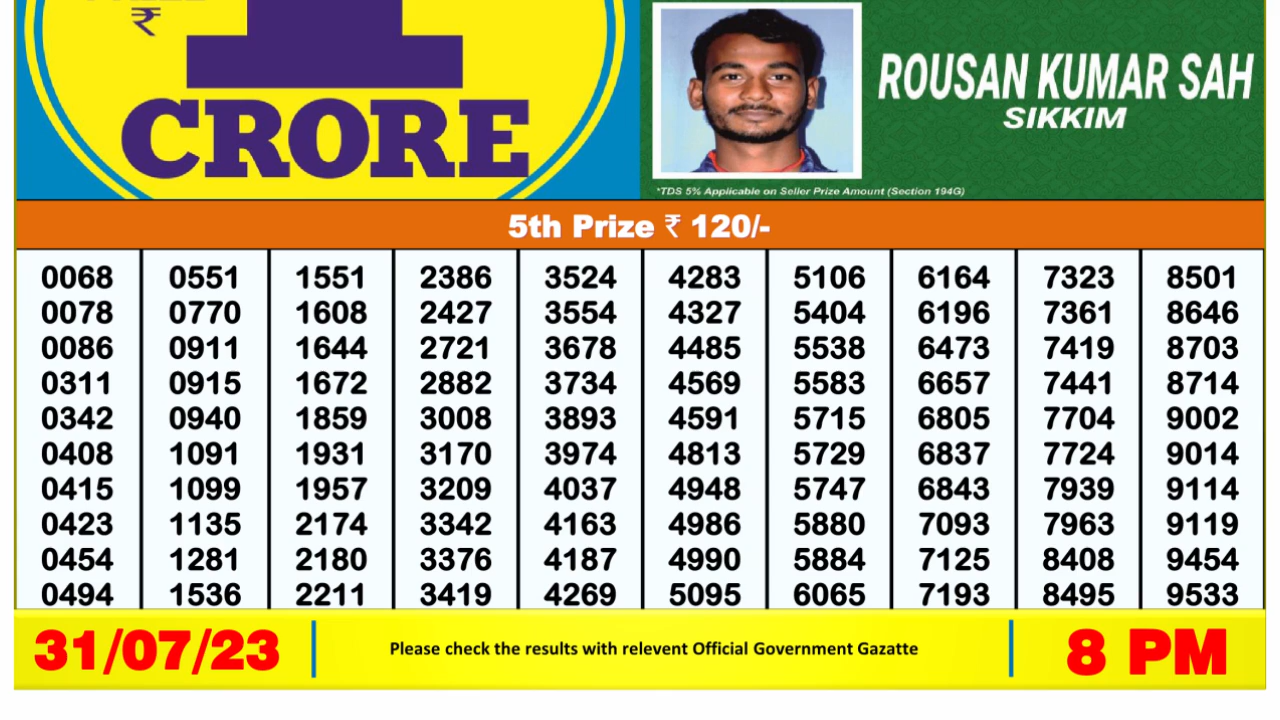 ₹
1
CRORE
ROUSAN KUMAR SAH
SIKKIM
*TDS 5% Applicable on Seller Prize Amount (Section 194G)
5th Prize ₹ 120/-
0068 0551 1551 2386 3524 4283 5106 6164 7323 8501
0078 0770 1608 2427 3554 4327 5404 6196 7361 8646
0086 0911 1644 2721 3678 4485 5538 6473 7419 8703
0311 0915 1672 2882 3734 4569 5583 6657 7441 8714
0342 0940 1859 3008 3893 4591 5715 6805 7704 9002
0408 1091 1931 3170 3974 4813 5729 6837 7724 9014
0415 1099 1957 3209 4037 4948 5747 6843 7939 9114
0423 1135 2174 3342 4163 4986 5880 7093 7963 9119
0454 1281 2180 3376 4187 4990 5884 7125 8408 9454
0494 1536 2211 3419 4269 5095 6065 7193 8495 9533
31/07/23 Please check the results with relevent Official Government Gazatte 8 PM